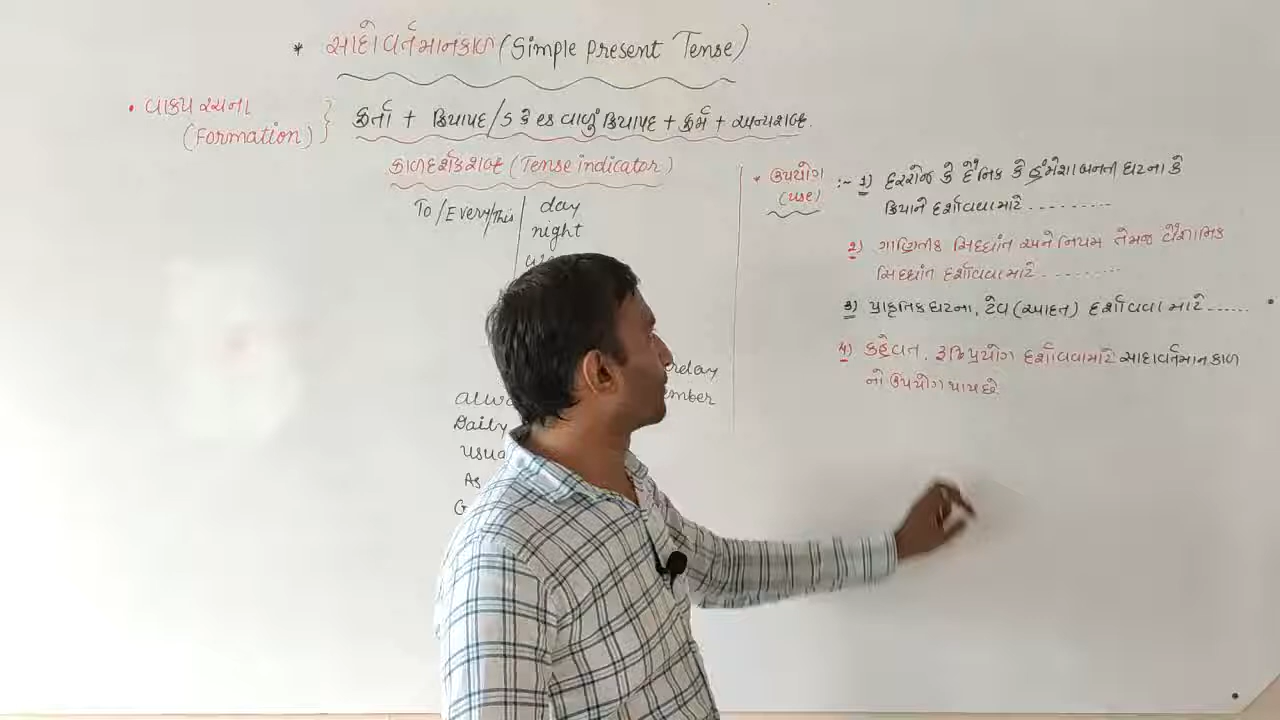 * સાદો વર્તમાનકાળ (Simple present Tense)
• વાક્ય રચના
(Formation)
કર્તા + ક્રિયાપદ/s કે es વાળું ક્રિયાપદ + કર્મ + અન્યશબ્દ.
કાળદર્શકશબ્દ (Tense indicator)
To/Every/This
day
night
Daily
As
* ઉપયોગ
(use)
:- 1) દરરોજ કે દૈનિક કે હંમેશા બનતી ઘટના કે
ક્રિયાને દર્શાવવા માટે ..........
2) ગાણિતીક સિધ્ધાંત અને નિયમ તેમજ વૈજ્ઞાનિક
સિધ્ધાંત દર્શાવવા માટે ..........
3) પ્રાકૃતિક ઘટના, ટેવ (આદત) દર્શાવવા માટે ......
4) કહેવત, રૂઢિપ્રયોગ દર્શાવવા માટે સાદાવર્તમાન કાળ
નો ઉપયોગ થાય છે.